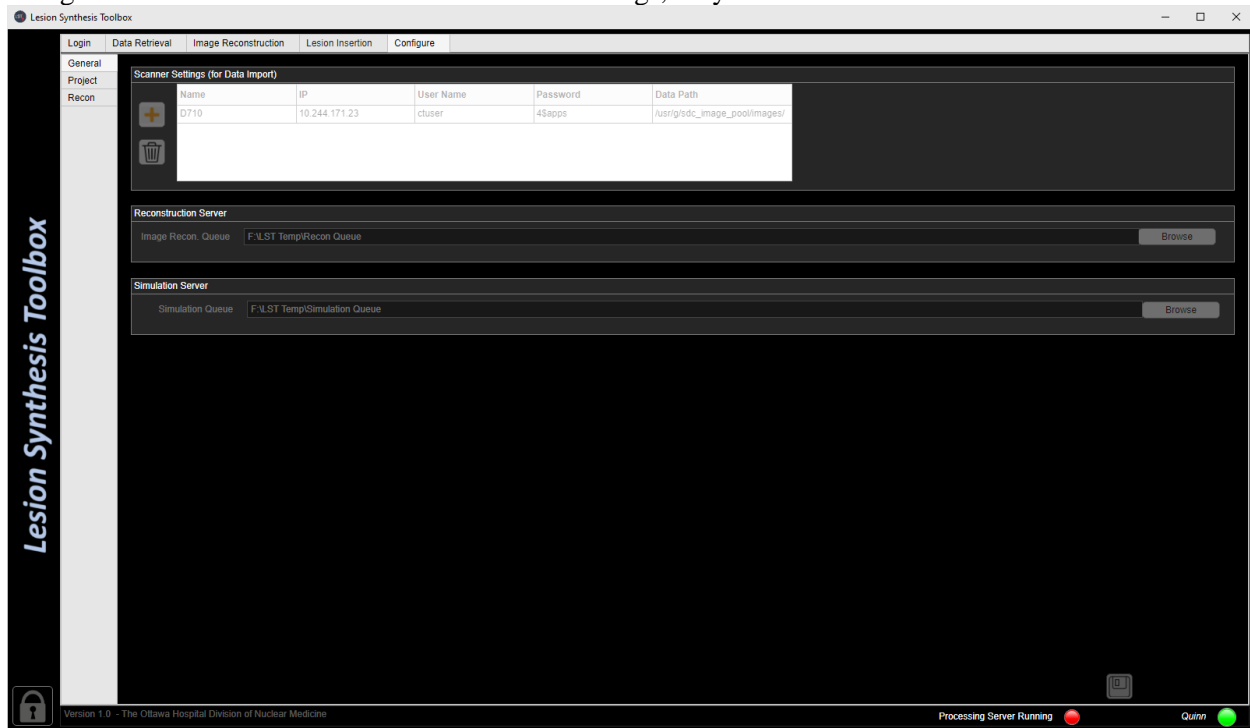 Lesion Synthesis Toolbox
Login Data Retrieval Image Reconstruction Lesion Insertion Configure
General
Project
Recon
Scanner Settings (for Data Import)
Name IP User Name Password Data Path
D710 10.244.171.23 ctuser 4$apps /usr/g/sdc_image_pool/images/
Reconstruction Server
Image Recon. Queue F:\LST Temp\Recon Queue Browse
Simulation Server
Simulation Queue F:\LST Temp\Simulation Queue Browse
Lesion Synthesis Toolbox
Version 1.0 - The Ottawa Hospital Division of Nuclear Medicine
Processing Server Running Quinn